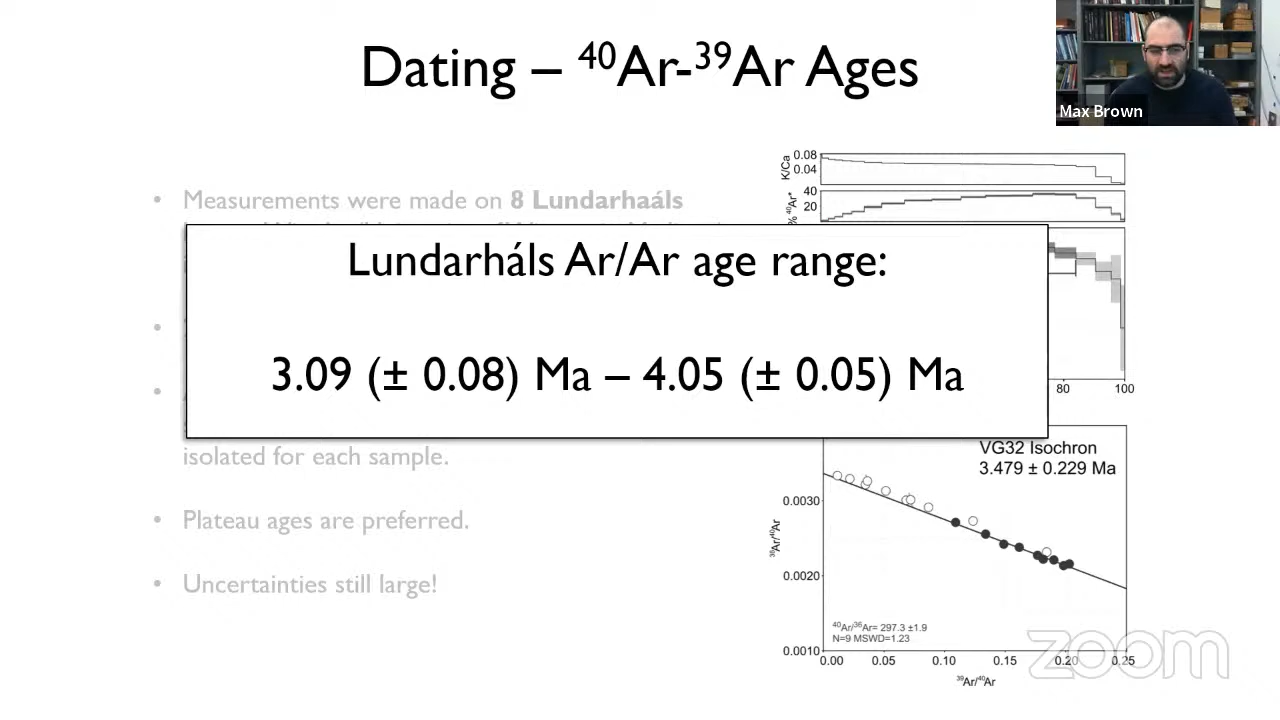 Dating – ⁴⁰Ar-³⁹Ar Ages
Max Brown
• Measurements were made on 8 Lundarhaáls
Lundarháls Ar/Ar age range:
3.09 (± 0.08) Ma – 4.05 (± 0.05) Ma
isolated for each sample.
• Plateau ages are preferred.
• Uncertainties still large!
K/Ca
0.08
0.04
% ⁴⁰Ar*
40
20
80
100
VG32 Isochron
3.479 ± 0.229 Ma
³⁶Ar/⁴⁰Ar
0.0030
0.0020
0.0010
⁴⁰Ar/³⁶Ar= 297.3 ±1.9
N=9 MSWD=1.23
0.00 0.05 0.10 0.15 0.20 0.25
³⁹Ar/⁴⁰Ar
zoom